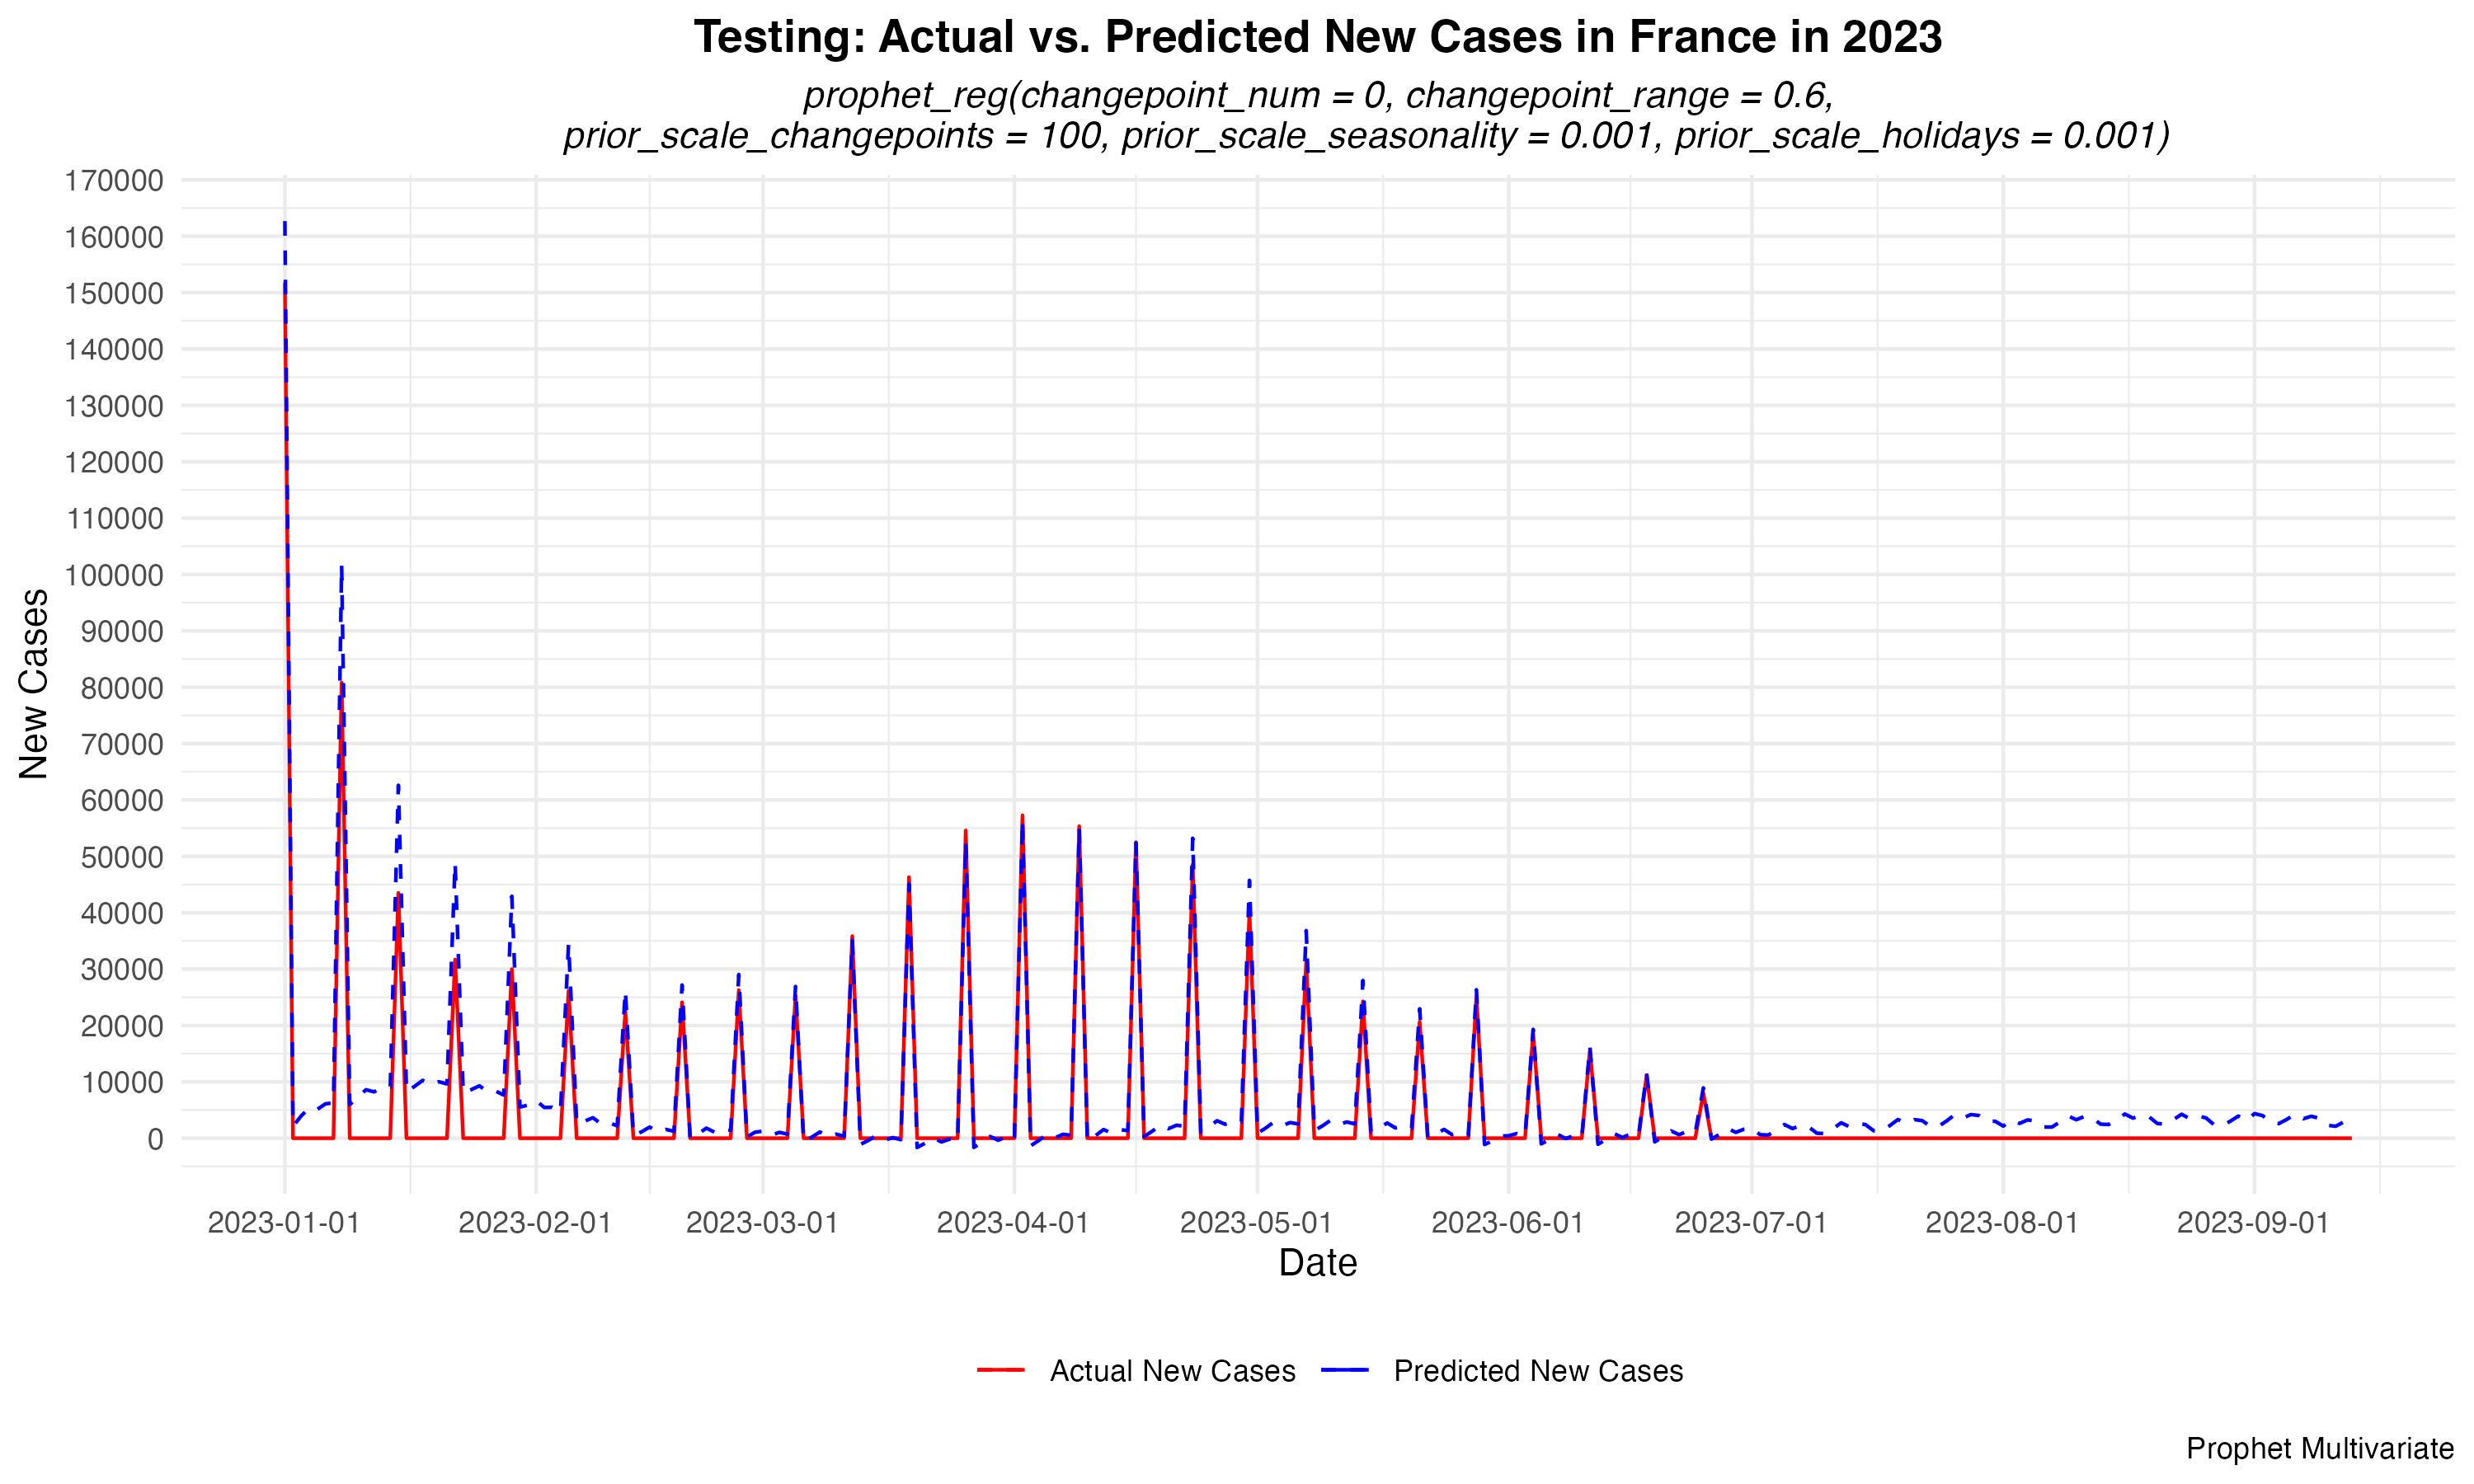 Testing: Actual vs. Predicted New Cases in France in 2023
prophet_reg(changepoint_num = 0, changepoint_range = 0.6,
prior_scale_changepoints = 100, prior_scale_seasonality = 0.001, prior_scale_holidays = 0.001)
170000
160000
150000
140000
130000
120000
110000
100000
90000
80000
70000
60000
50000
40000
30000
20000
10000
0
New Cases
2023-01-01 2023-02-01 2023-03-01 2023-04-01 2023-05-01 2023-06-01 2023-07-01 2023-08-01 2023-09-01
Date
Actual New Cases Predicted New Cases
Prophet Multivariate